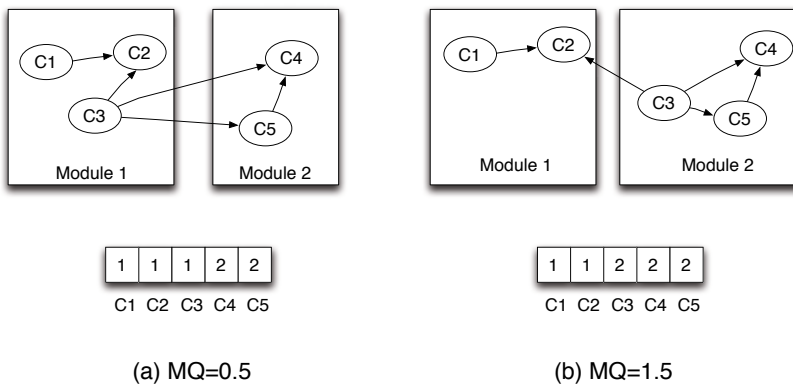 C1
C2
C3
Module 1
C4
C5
Module 2
1 1 1 2 2
C1 C2 C3 C4 C5
(a) MQ=0.5
C1
C2
Module 1
C3
C4
C5
Module 2
1 1 2 2 2
C1 C2 C3 C4 C5
(b) MQ=1.5